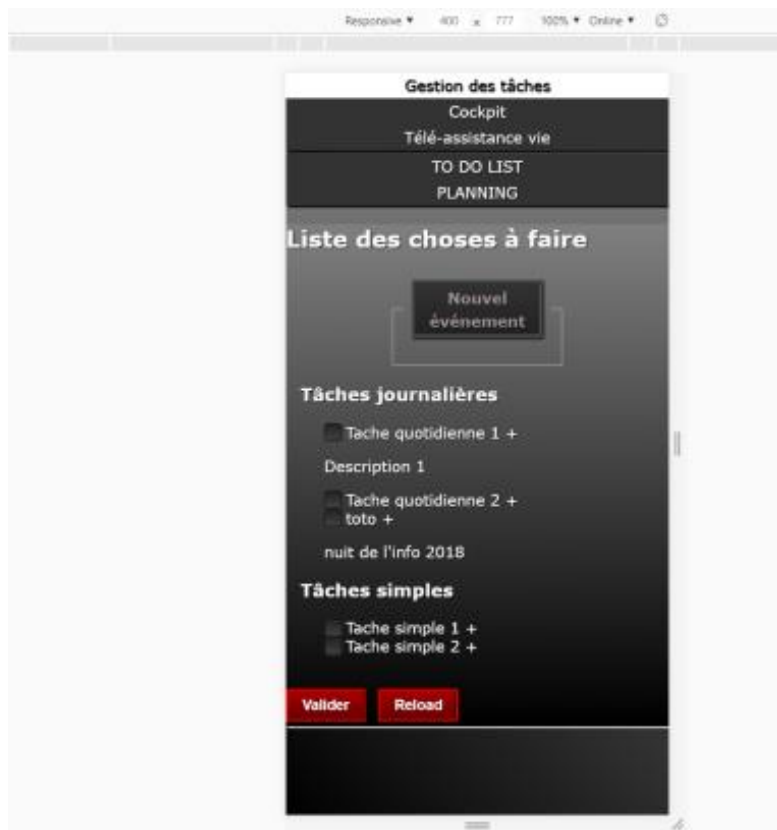 Responsive ▼ 400 x 777 100% ▼ Online ▼
Gestion des tâches
Cockpit
Télé-assistance vie
TO DO LIST
PLANNING
Liste des choses à faire
Nouvel
événement
Tâches journalières
Tache quotidienne 1 +
Description 1
Tache quotidienne 2 +
toto +
nuit de l'info 2018
Tâches simples
Tache simple 1 +
Tache simple 2 +
Valider Reload